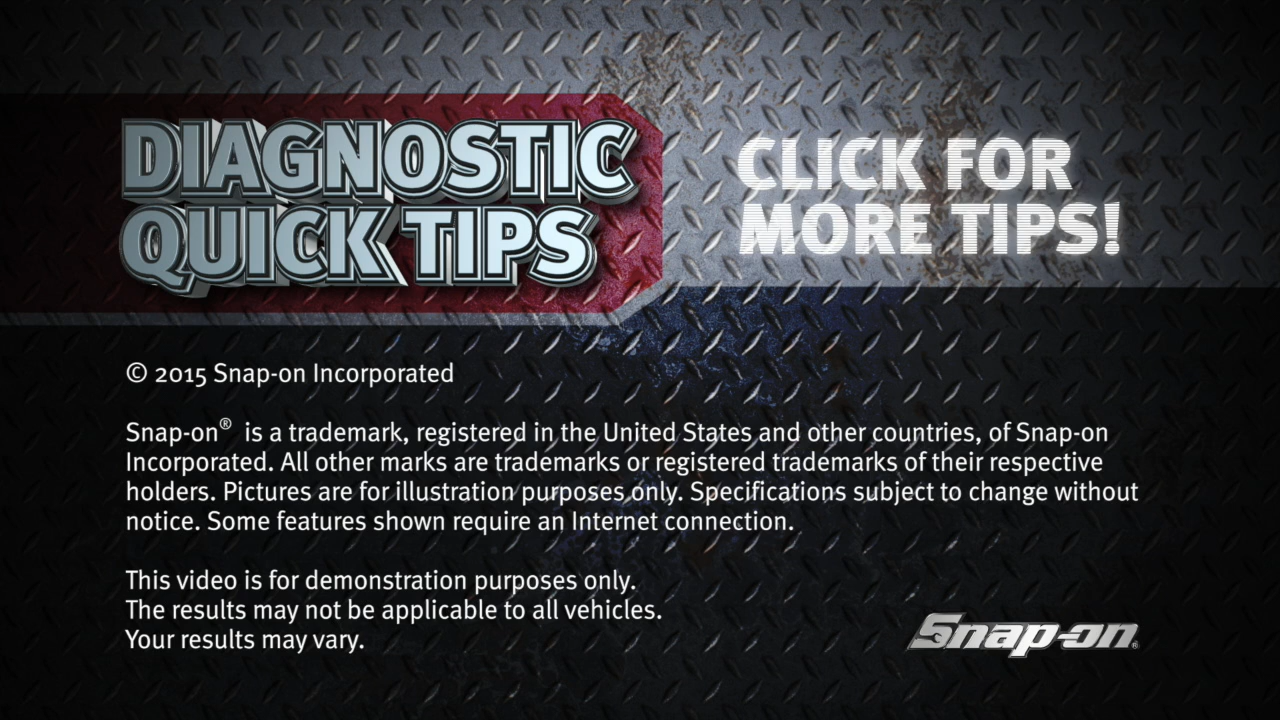 DIAGNOSTIC
QUICK TIPS
CLICK FOR
MORE TIPS!
© 2015 Snap-on Incorporated
Snap-on® is a trademark, registered in the United States and other countries, of Snap-on
Incorporated. All other marks are trademarks or registered trademarks of their respective
holders. Pictures are for illustration purposes only. Specifications subject to change without
notice. Some features shown require an Internet connection.
This video is for demonstration purposes only.
The results may not be applicable to all vehicles.
Your results may vary.
Snap-on®